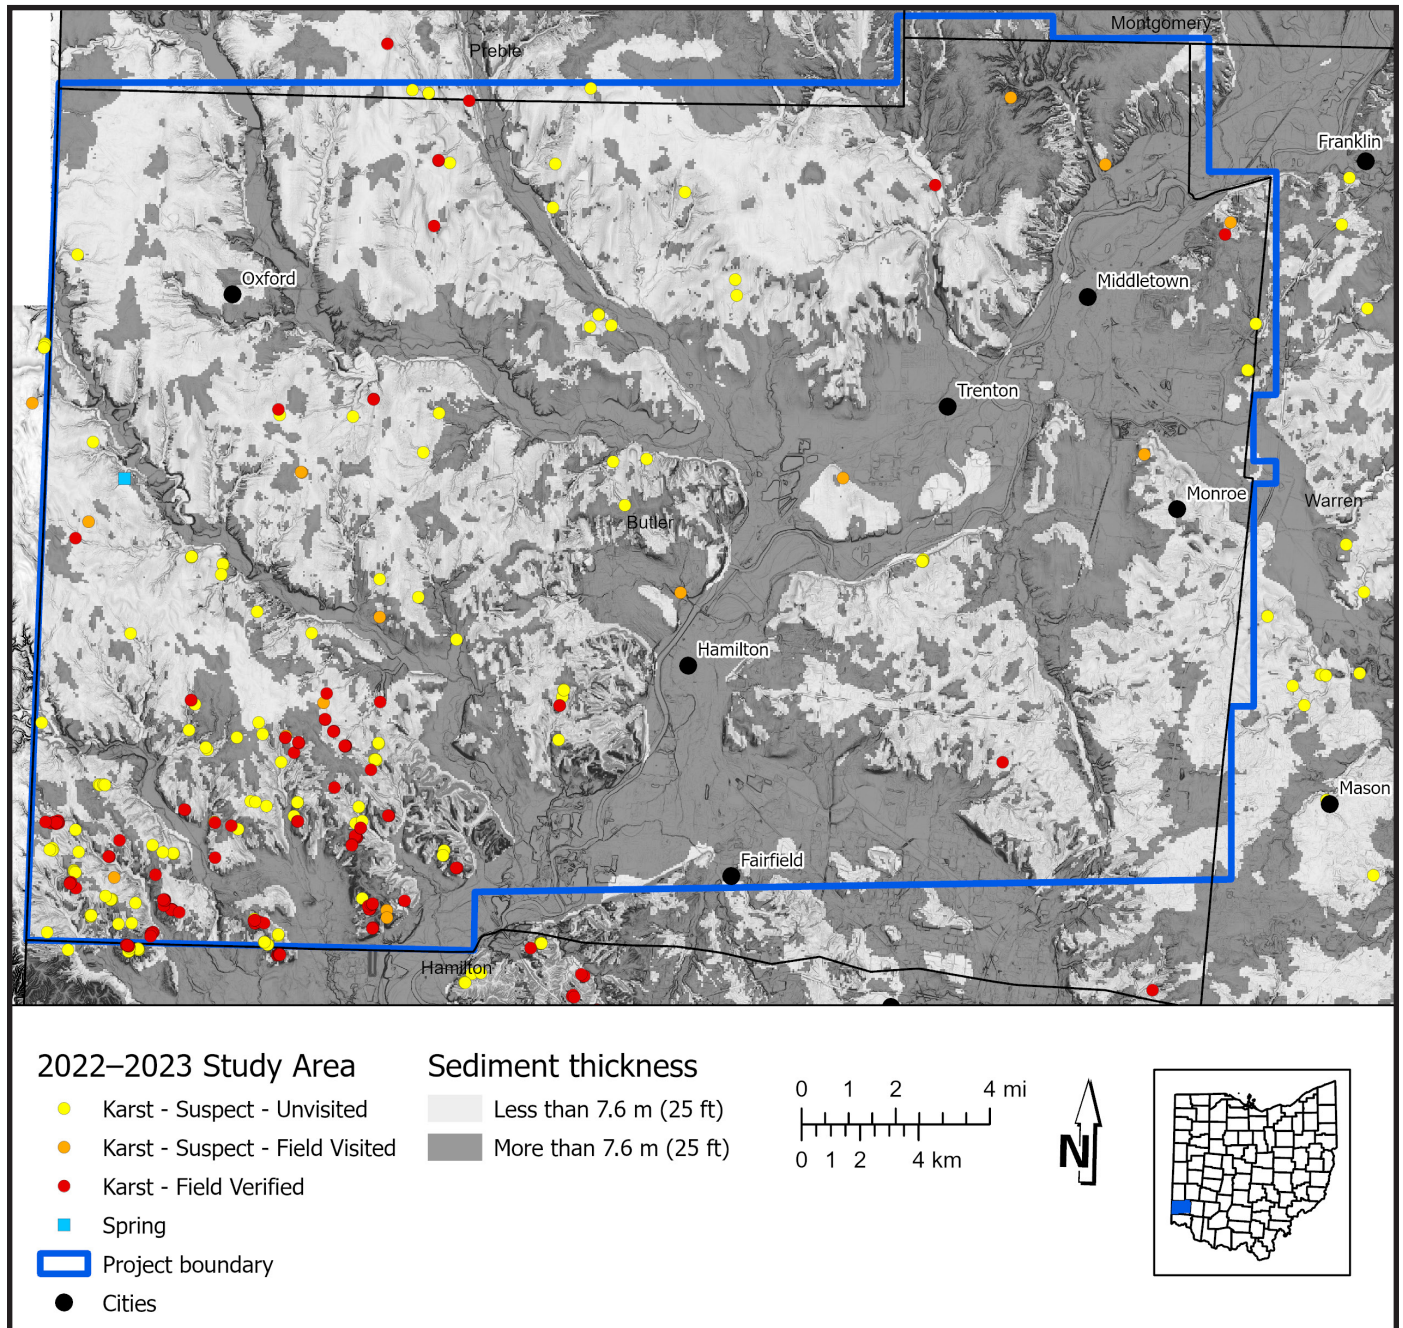 Montgomery
Preble
Franklin
Oxford
Middletown
Trenton
Monroe
Warren
Butler
Hamilton
Mason
Fairfield
Hamilton
2022–2023 Study Area
Karst - Suspect - Unvisited
Karst - Suspect - Field Visited
Karst - Field Verified
Spring
Project boundary
Cities
Sediment thickness
Less than 7.6 m (25 ft)
More than 7.6 m (25 ft)
0 1 2 4 mi
0 1 2 4 km
N